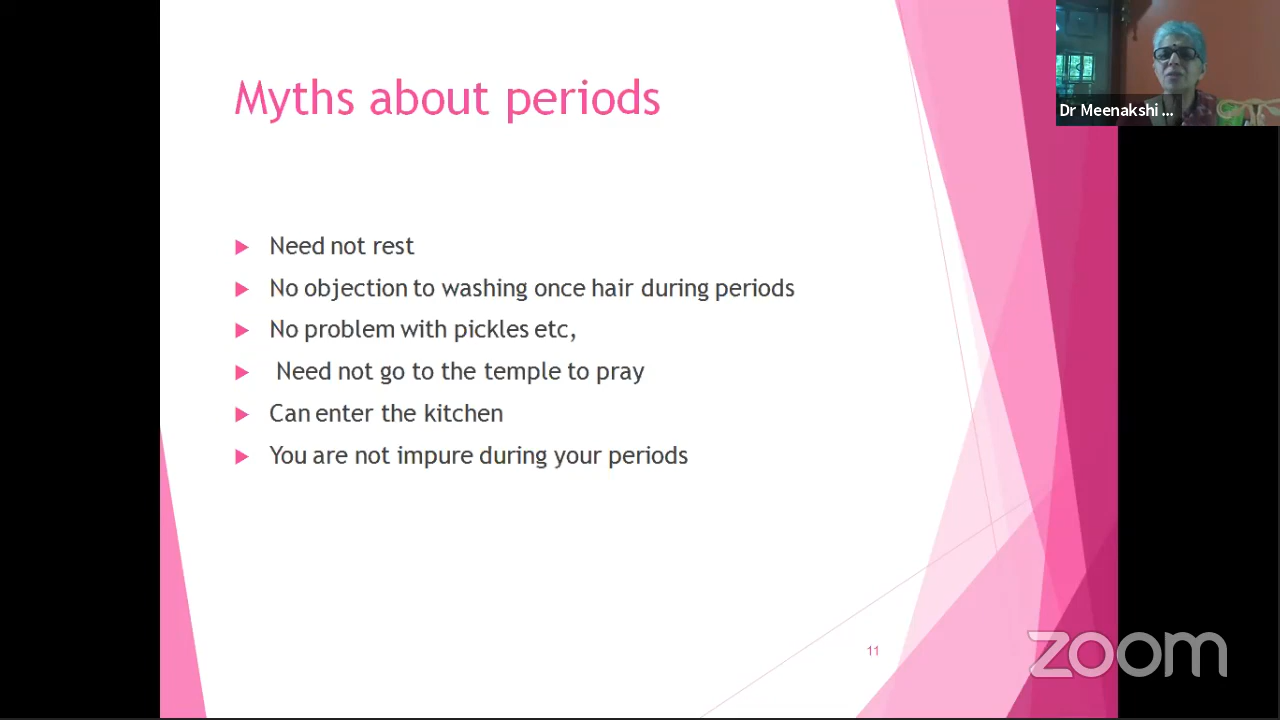 Myths about periods
Dr Meenakshi ...
Need not rest
No objection to washing once hair during periods
No problem with pickles etc,
Need not go to the temple to pray
Can enter the kitchen
You are not impure during your periods
11
zoom